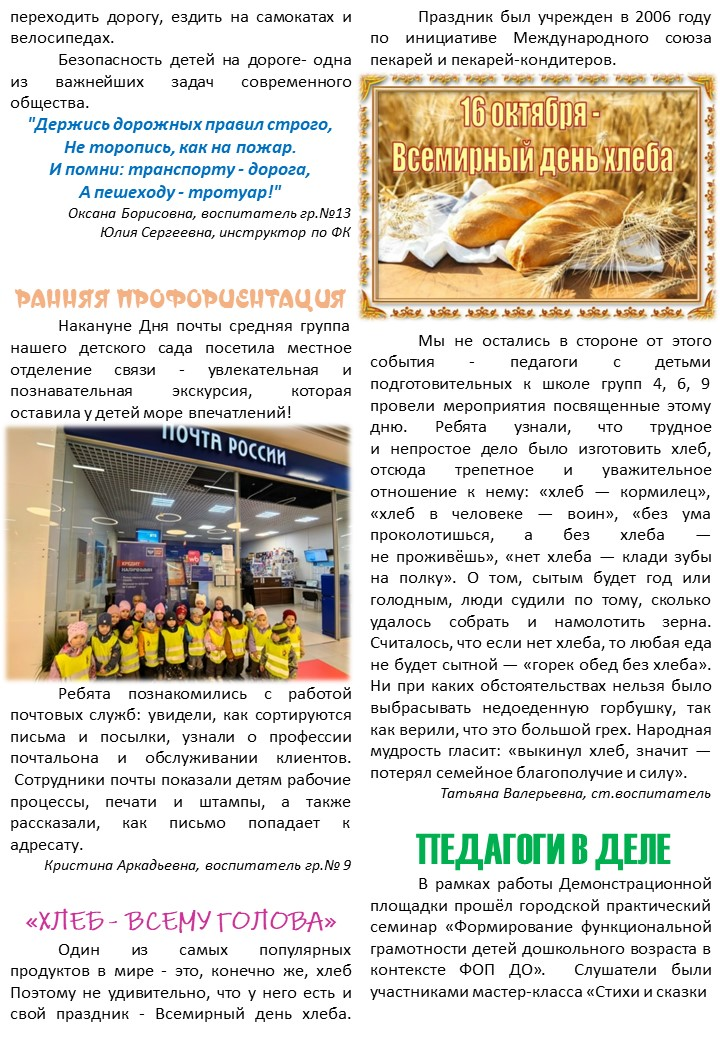 переходить дорогу, ездить на самокатах и
велосипедах.
Безопасность детей на дороге- одна
из важнейших задач современного
общества.
"Держись дорожных правил строго,
Не торопись, как на пожар.
И помни: транспорту - дорога,
А пешеходу - тротуар!"
Оксана Борисовна, воспитатель гр.№13
Юлия Сергеевна, инструктор по ФК
РАННЯЯ ПРОФОРИЕНТАЦИЯ
Накануне Дня почты средняя группа
нашего детского сада посетила местное
отделение связи - увлекательная и
познавательная экскурсия, которая
оставила у детей море впечатлений!
ПОЧТА РОССИИ
КРЕДИТ
НАЛИЧНЫМИ
Ребята познакомились с работой
почтовых служб: увидели, как сортируются
письма и посылки, узнали о профессии
почтальона и обслуживании клиентов.
Сотрудники почты показали детям рабочие
процессы, печати и штампы, а также
рассказали, как письмо попадает к
адресату.
Кристина Аркадьевна, воспитатель гр.№ 9
«ХЛЕБ - ВСЕМУ ГОЛОВА»
Один из самых популярных
продуктов в мире - это, конечно же, хлеб
Поэтому не удивительно, что у него есть и
свой праздник - Всемирный день хлеба.
Праздник был учрежден в 2006 году
по инициативе Международного союза
пекарей и пекарей-кондитеров.
16 октября -
Всемирный день хлеба
Мы не остались в стороне от этого
события - педагоги с детьми
подготовительных к школе групп 4, 6, 9
провели мероприятия посвященные этому
дню. Ребята узнали, что трудное
и непростое дело было изготовить хлеб,
отсюда трепетное и уважительное
отношение к нему: «хлеб — кормилец»,
«хлеб в человеке — воин», «без ума
проколотишься, а без хлеба —
не проживёшь», «нет хлеба — клади зубы
на полку». О том, сытым будет год или
голодным, люди судили по тому, сколько
удалось собрать и намолотить зерна.
Считалось, что если нет хлеба, то любая еда
не будет сытной — «горек обед без хлеба».
Ни при каких обстоятельствах нельзя было
выбрасывать недоеденную горбушку, так
как верили, что это большой грех. Народная
мудрость гласит: «выкинул хлеб, значит —
потерял семейное благополучие и силу».
Татьяна Валерьевна, ст.воспитатель
ПЕДАГОГИ В ДЕЛЕ
В рамках работы Демонстрационной
площадки прошёл городской практический
семинар «Формирование функциональной
грамотности детей дошкольного возраста в
контексте ФОП ДО». Слушатели были
участниками мастер-класса «Стихи и сказки